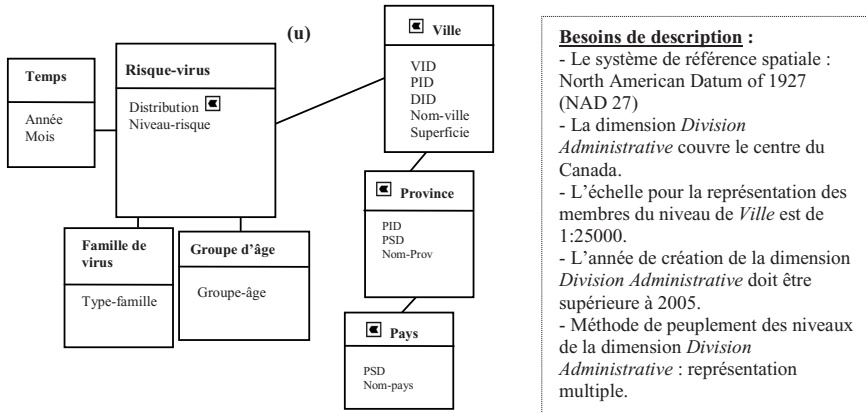 (u)
Temps
Année
Mois
Risque-virus
Distribution
Niveau-risque
Famille de
virus
Type-famille
Groupe d'âge
Groupe-âge
Ville
VID
PID
DID
Nom-ville
Superficie
Province
PID
PSD
Nom-Prov
Pays
PSD
Nom-pays
Besoins de description :
- Le système de référence spatiale :
North American Datum of 1927
(NAD 27)
- La dimension Division
Administrative couvre le centre du
Canada.
- L'échelle pour la représentation des
membres du niveau de Ville est de
1:25000.
- L'année de création de la dimension
Division Administrative doit être
supérieure à 2005.
- Méthode de peuplement des niveaux
de la dimension Division
Administrative : représentation
multiple.